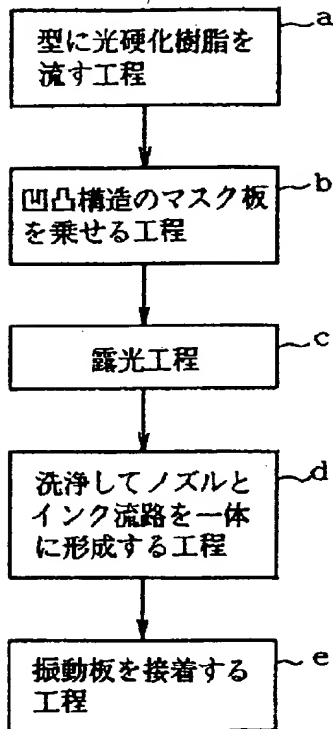 型に光硬化樹脂を
流す工程
a
凹凸構造のマスク板
を乗せる工程
b
露光工程
c
洗浄してノズルと
インク流路を一体
に形成する工程
d
振動板を接着する
工程
e